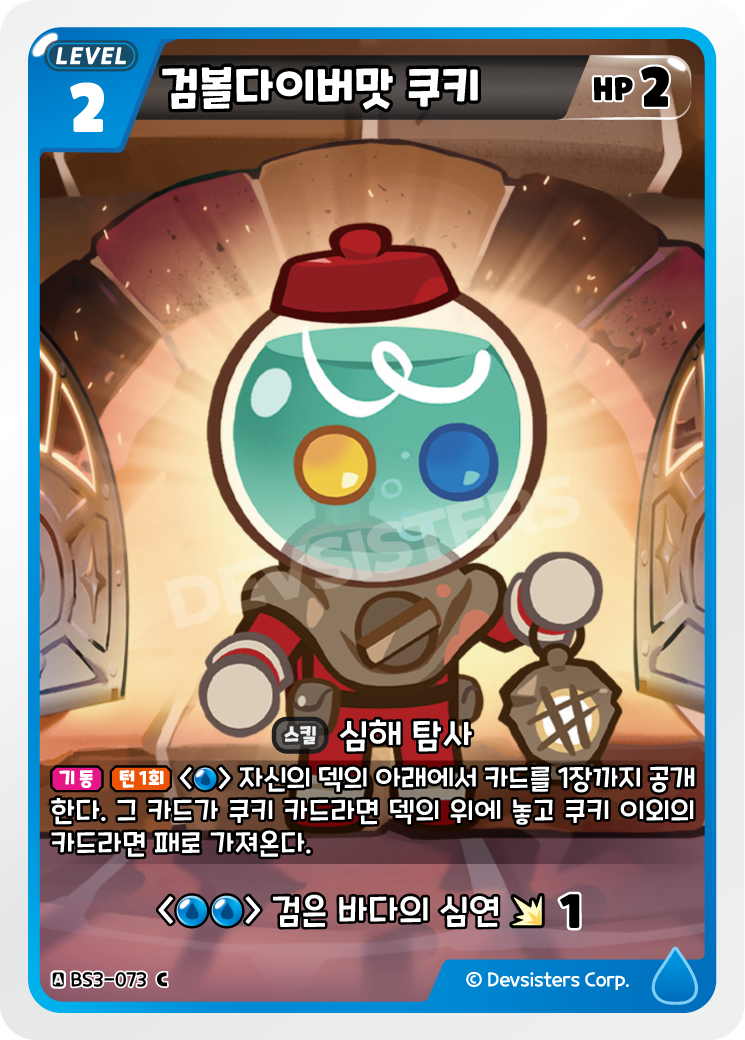 LEVEL
2
검볼다이버맛 쿠키
HP 2
DEVSISTERS
스킬 심해 탐사
기동 턴1회 < > 자신의 덱의 아래에서 카드를 1장까지 공개
한다. 그 카드가 쿠키 카드라면 덱의 위에 놓고 쿠키 이외의
카드라면 패로 가져온다.
< > 검은 바다의 심연 1
A BS3-073 C
© Devsisters Corp.